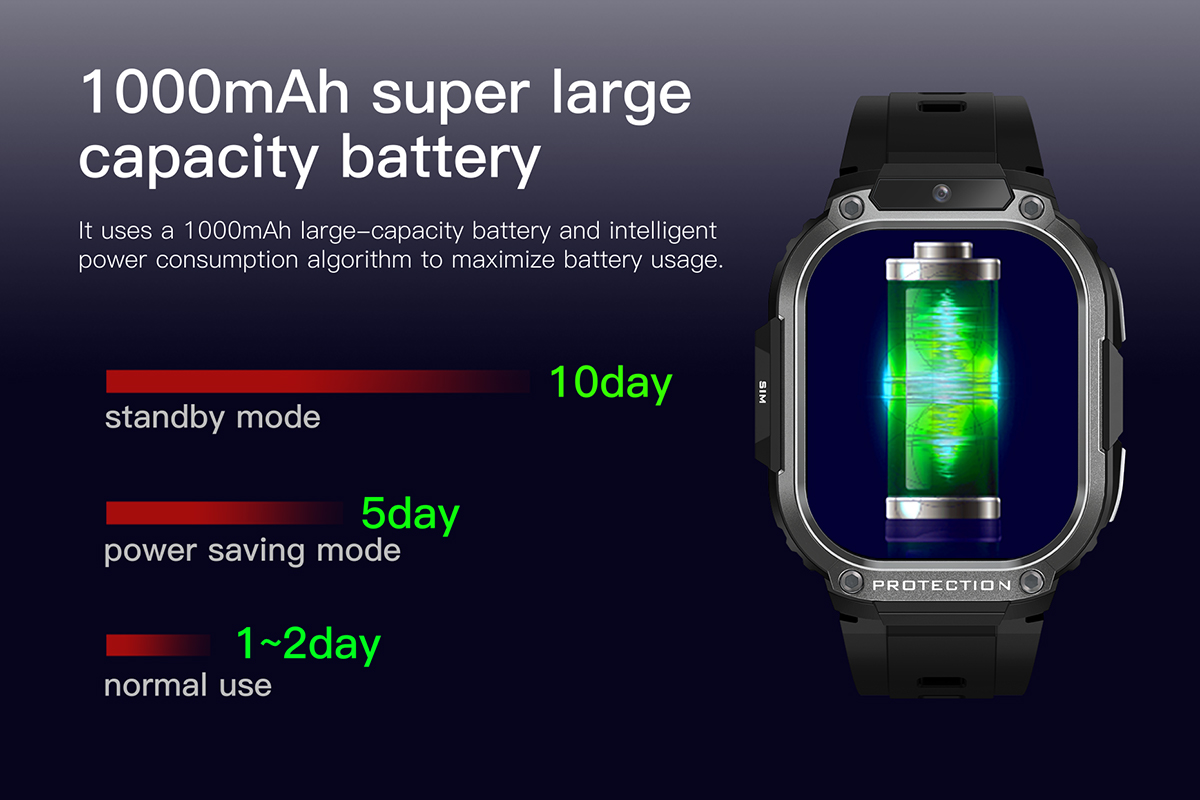 1000mAh super large
capacity battery
It uses a 1000mAh large-capacity battery and intelligent
power consumption algorithm to maximize battery usage.
10day
standby mode
5day
power saving mode
1~2day
normal use
SIM
PROTECTION